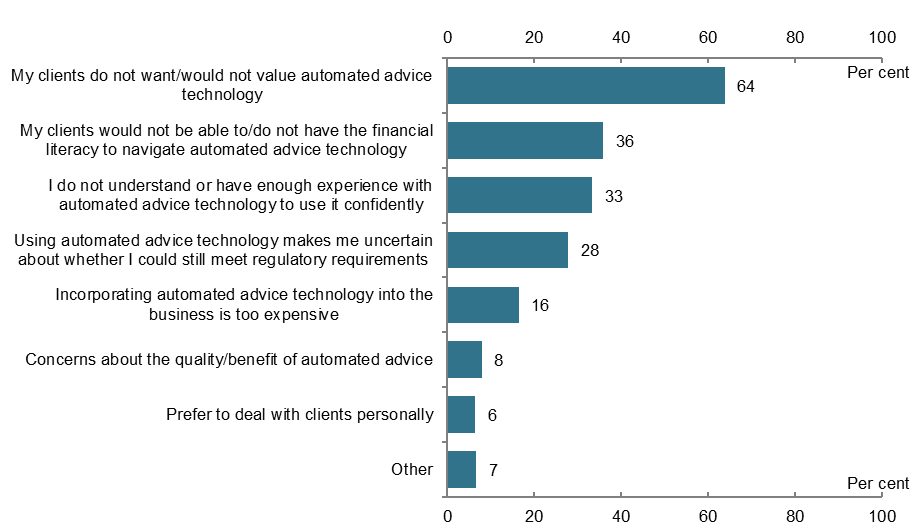 0 20 40 60 80 100
Per cent
My clients do not want/would not value automated advice
technology
64
My clients would not be able to/do not have the financial
literacy to navigate automated advice technology
36
I do not understand or have enough experience with
automated advice technology to use it confidently
33
Using automated advice technology makes me uncertain
about whether I could still meet regulatory requirements
28
Incorporating automated advice technology into the
business is too expensive
16
Concerns about the quality/benefit of automated advice
8
Prefer to deal with clients personally
6
Other
7
Per cent
0 20 40 60 80 100